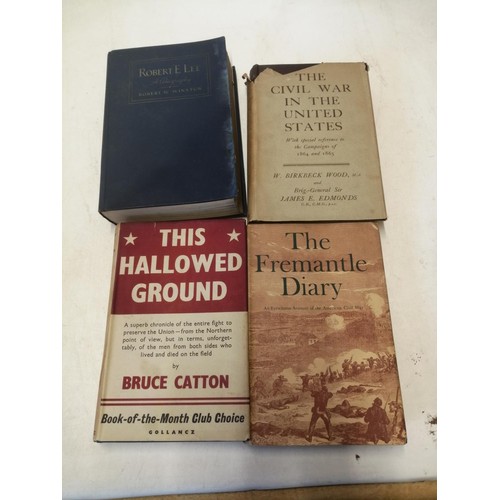 ROBERT E. LEE
A Biography
ROBERT W. WINSTON
THE
CIVIL WAR
IN THE
UNITED
STATES
With special reference to
the Campaigns of
1864 and 1865
W. BIRKBECK WOOD, M.A.
and
Brig.-General Sir
JAMES E. EDMONDS
C.B., C.M.G., R.E.
THIS
HALLOWED
GROUND
A superb chronicle of the entire fight to
preserve the Union—from the Northern
point of view, but in terms, unforget-
tably, of the men from both sides who
lived and died on the field
by
BRUCE CATTON
Book-of-the-Month Club Choice
GOLLANCZ
The
Fremantle
Diary